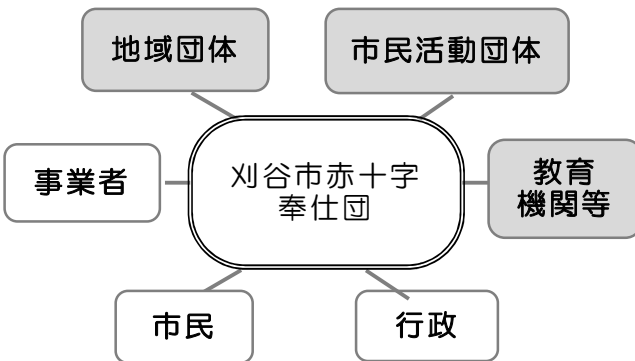 地域団体
市民活動団体
事業者
刈谷市赤十字
奉仕団
教育
機関等
市民
行政